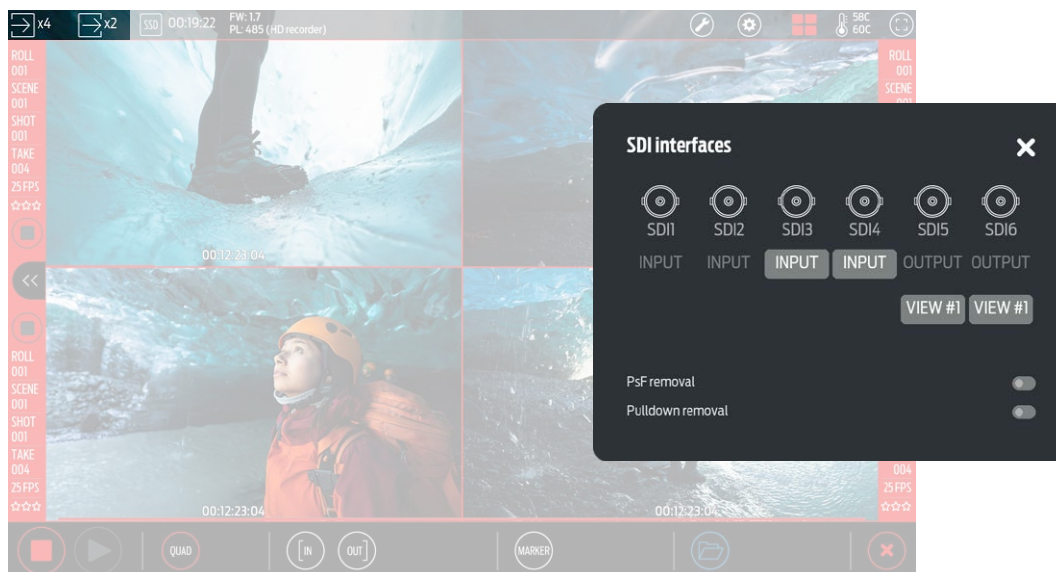 x4
x2
SSD 00:19:22
FW: 1.7
PL: 485 (HD recorder)
58C
60C
ROLL
001
SCENE
001
SHOT
001
TAKE
004
25 FPS
00:12:23:04
<<
ROLL
001
SCENE
001
SHOT
001
TAKE
004
25 FPS
00:12:23:04
ROLL
001
SCENE
001
SDI interfaces
SDI1 SDI2 SDI3 SDI4 SDI5 SDI6
INPUT INPUT INPUT INPUT OUTPUT OUTPUT
VIEW #1 VIEW #1
PsF removal
Pulldown removal
004
25 FPS
00:12:23:04
QUAD
[IN OUT]
MARKER